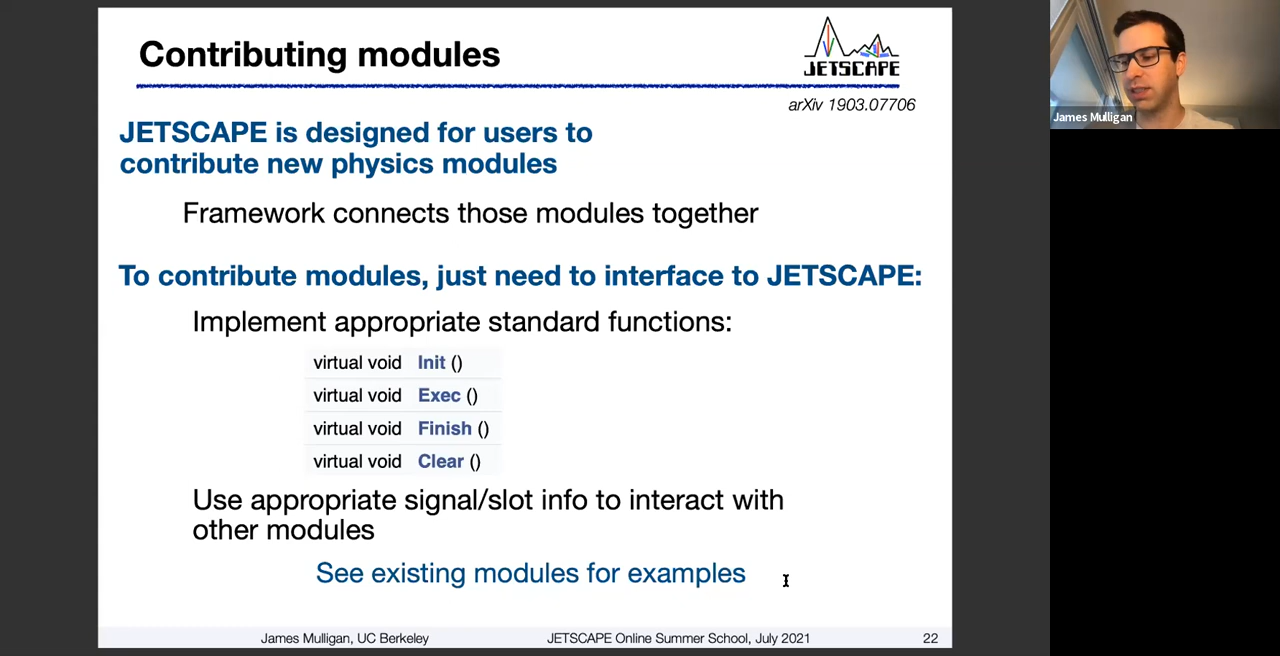 Contributing modules
JETSCAPE
arXiv 1903.07706
James Mulligan
JETSCAPE is designed for users to
contribute new physics modules
Framework connects those modules together
To contribute modules, just need to interface to JETSCAPE:
Implement appropriate standard functions:
virtual void Init ()
virtual void Exec ()
virtual void Finish ()
virtual void Clear ()
Use appropriate signal/slot info to interact with
other modules
See existing modules for examples
James Mulligan, UC Berkeley JETSCAPE Online Summer School, July 2021 22